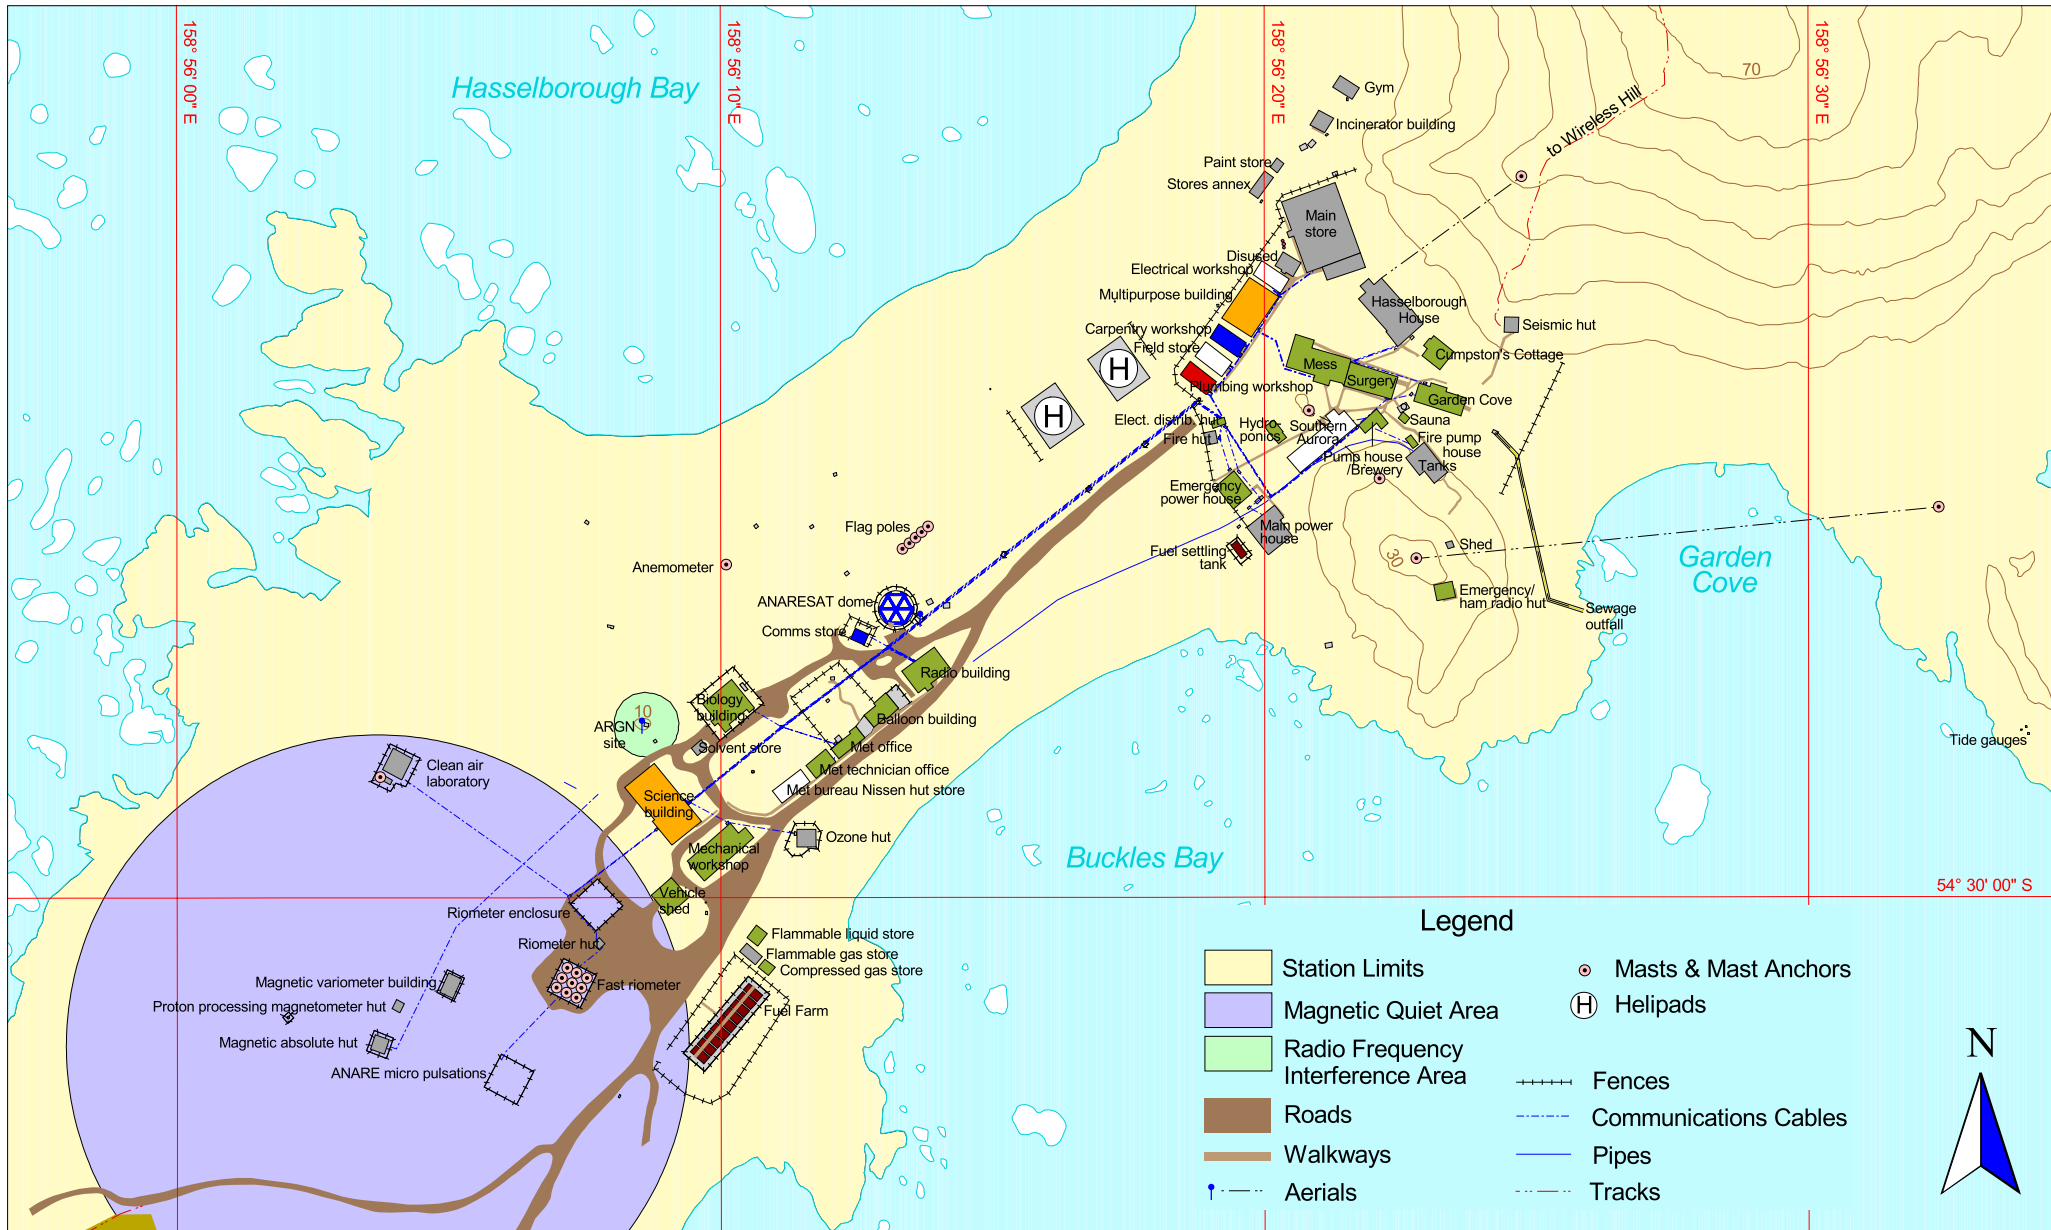 158° 56' 00" E
158° 56' 10" E
158° 56' 20" E
158° 56' 30" E
Hasselborough Bay
70
to Wireless Hill
Gym
Incinerator building
Paint store
Stores annex
Main
store
Disused
Electrical workshop
Multipurpose building
Hasselborough
House
Seismic hut
Carpentry workshop
Field store
Cumpston's Cottage
H
H
Mess
Surgery
Plumbing workshop
Garden Cove
Elect. distrib. hut
Hydro-
ponics
Southern
Aurora
Sauna
Fire hut
Fire pump
house
Pump house
/Brewery
Tanks
Emergency
power house
Main power
house
Fuel settling
tank
Flag poles
Shed
30
Garden
Cove
Anemometer
ANARESAT dome
Emergency/
ham radio hut
Sewage
outfall
Comms store
Radio building
Biology
building
10
ARGN
site
Balloon building
Solvent store
Met office
Tide gauges
Clean air
laboratory
Met technician office
Met bureau Nissen hut store
Science
building
Ozone hut
Mechanical
workshop
Buckles Bay
54° 30' 00" S
Vehicle
shed
Riometer enclosure
Riometer hut
Flammable liquid store
Flammable gas store
Compressed gas store
Magnetic variometer building
Fast riometer
Proton processing magnetometer hut
Fuel Farm
Magnetic absolute hut
ANARE micro pulsations
Legend
Station Limits
Magnetic Quiet Area
Radio Frequency
Interference Area
Roads
Walkways
Aerials
Masts & Mast Anchors
H
Helipads
Fences
Communications Cables
Pipes
Tracks
N